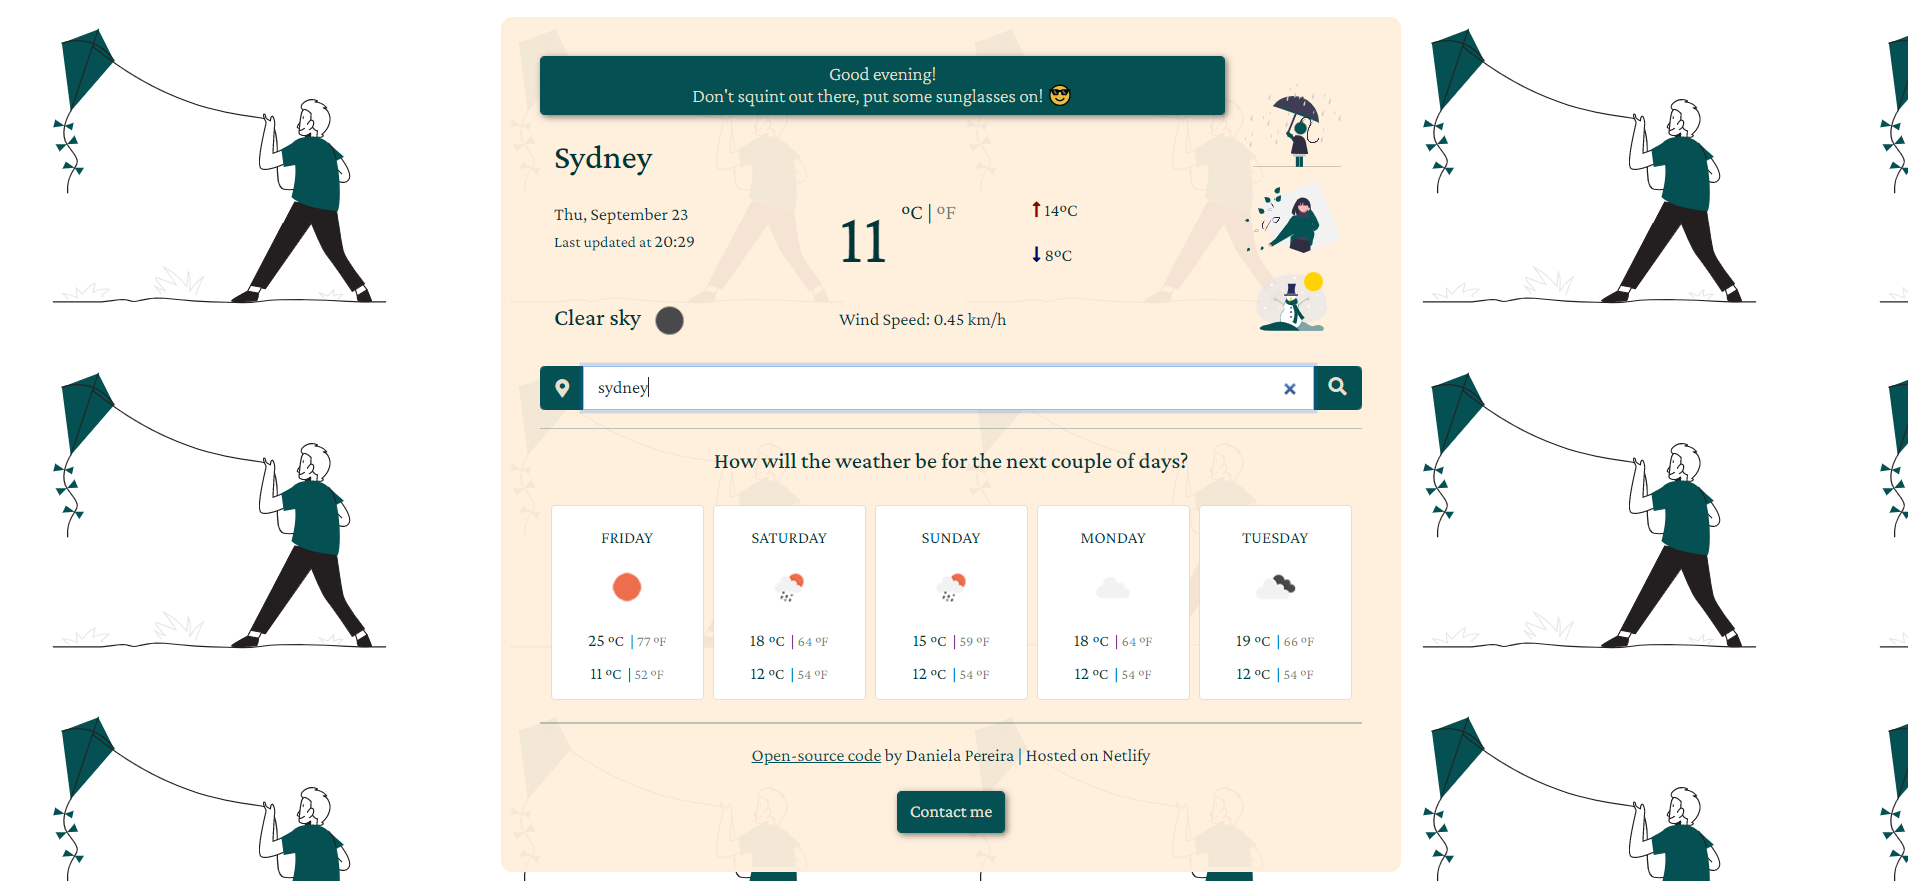 Good evening!
Don't squint out there, put some sunglasses on! 😎
Sydney
Thu, September 23
Last updated at 20:29
11 ºC | ºF
14ºC
8ºC
Clear sky
Wind Speed: 0.45 km/h
sydney
How will the weather be for the next couple of days?
FRIDAY
25 ºC | 77 ºF
11 ºC | 52 ºF
SATURDAY
18 ºC | 64 ºF
12 ºC | 54 ºF
SUNDAY
15 ºC | 59 ºF
12 ºC | 54 ºF
MONDAY
18 ºC | 64 ºF
12 ºC | 54 ºF
TUESDAY
19 ºC | 66 ºF
12 ºC | 54 ºF
Open-source code by Daniela Pereira | Hosted on Netlify
Contact me